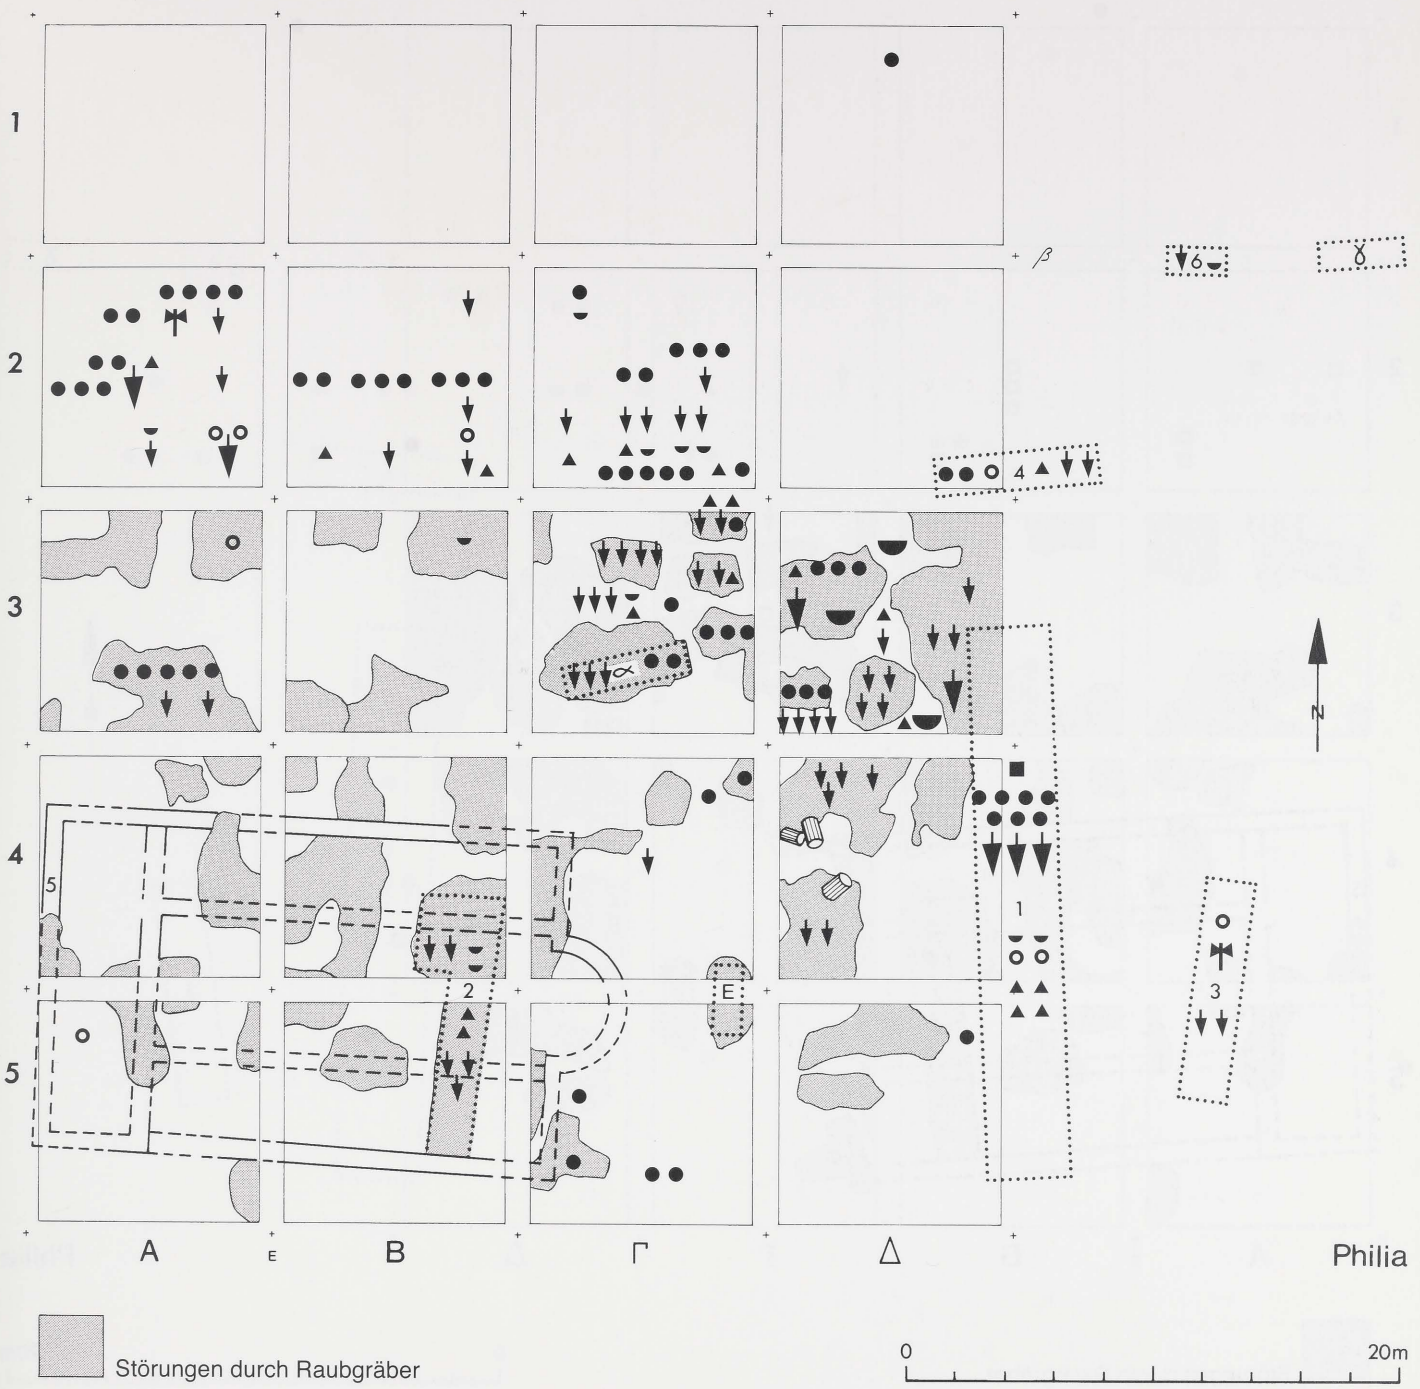 1
β
6 ɣ
2
4
3
α
N
4
5
1
2
E
3
5
A E B Γ Δ
Philia
Störungen durch Raubgräber
0 20m